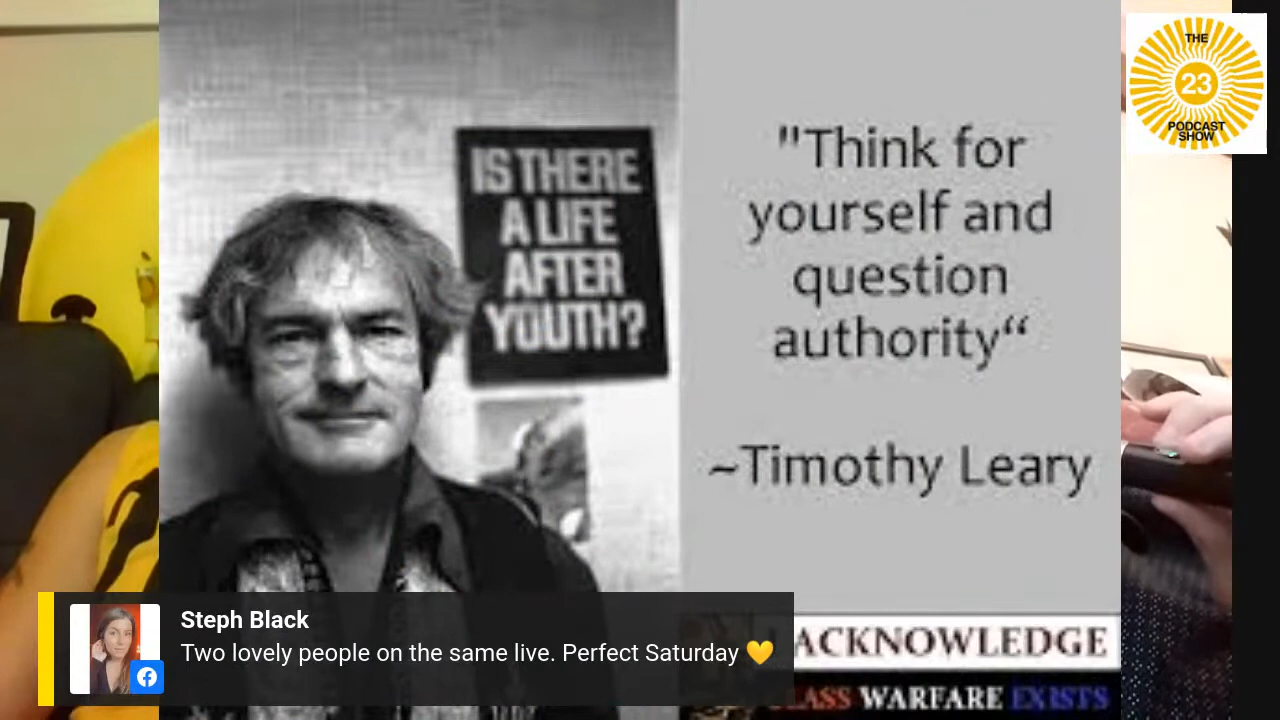 IS THERE
A LIFE
AFTER
YOUTH?
"Think for
yourself and
question
authority“
~Timothy Leary
THE
23
PODCAST
SHOW
Steph Black
Two lovely people on the same live. Perfect Saturday 💛
ACKNOWLEDGE
WARFARE EXISTS